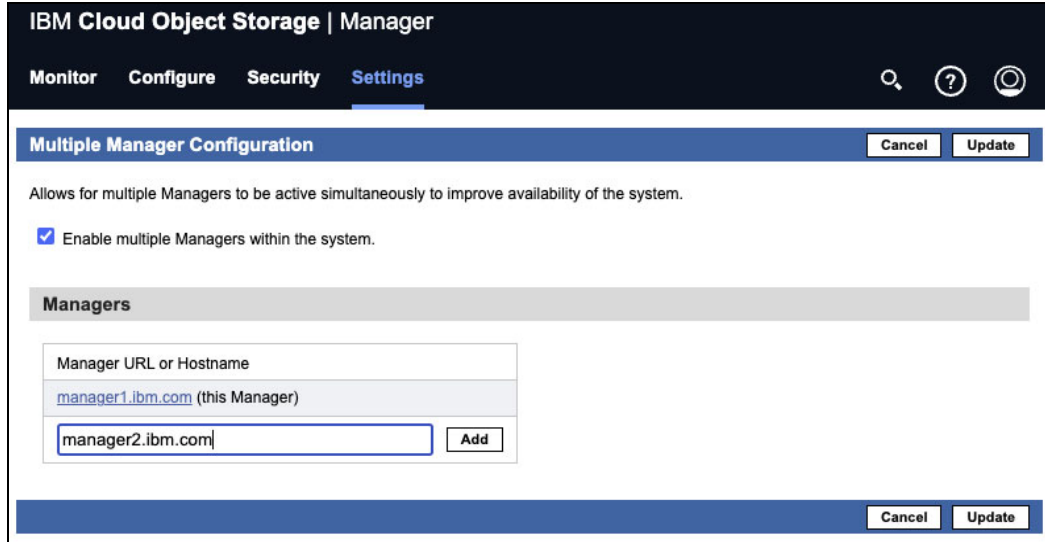 IBM Cloud Object Storage | Manager
Monitor Configure Security Settings
?
Multiple Manager Configuration Cancel Update
Allows for multiple Managers to be active simultaneously to improve availability of the system.
Enable multiple Managers within the system.
Managers
Manager URL or Hostname
manager1.ibm.com (this Manager)
manager2.ibm.com Add
Cancel Update